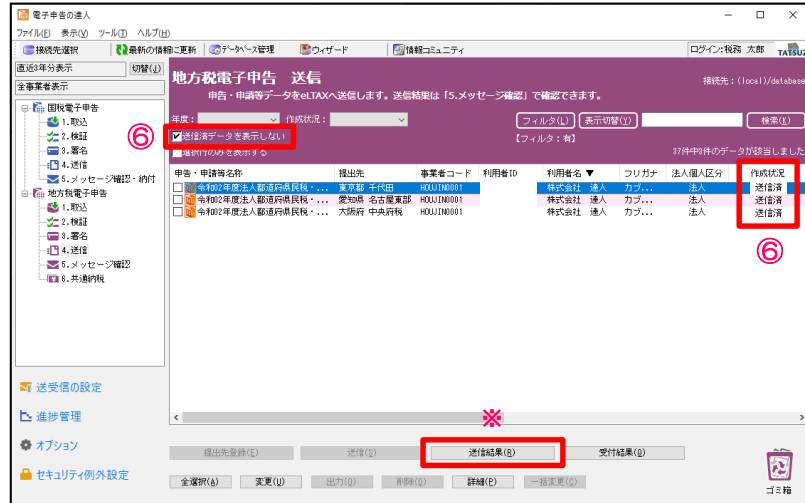 電子申告の達人
ファイル(F) 表示(V) ツール(T) ヘルプ(H)
接続先選択 最新の情報に更新 データベース管理 ウィザード 情報コミュニティ ログイン:税務 太郎 TATSUZ
直近3年分表示 切替(J)
全事業者表示
国税電子申告
1.取込
2.検証
3.署名
4.送信
5.メッセージ確認・納付
地方税電子申告
1.取込
2.検証
3.署名
4.送信
5.メッセージ確認
6.共通納税
送受信の設定
進捗管理
オプション
セキュリティ例外設定
地方税電子申告 送信
接続先:(local)/database
申告・申請等データをeLTAXへ送信します。送信結果は「5.メッセージ確認」で確認できます。
年度: 作成状況: フィルタ(L) 表示切替(Y) 検索(K)
⑥ 送信済データを表示しない 【フィルタ:有】
選択行のみを表示する 37件中3件のデータが該当しました
申告・申請等名称 提出先 事業者コード 利用者ID 利用者名 ▼ フリガナ 法人個人区分 作成状況
令和02年度法人都道府県民税・... 東京都 千代田 HOUJIN0001 株式会社 達人 カブ... 法人 送信済
令和02年度法人都道府県民税・... 愛知県 名古屋東部 HOUJIN0001 株式会社 達人 カブ... 法人 送信済
令和02年度法人都道府県民税・... 大阪府 中央府税 HOUJIN0001 株式会社 達人 カブ... 法人 送信済
⑥
※
提出先登録(E) 送信(S) 送信結果(R) 受付結果(Q)
全選択(A) 変更(U) 出力(O) 削除(D) 詳細(P) 一括変更(C)
ゴミ箱